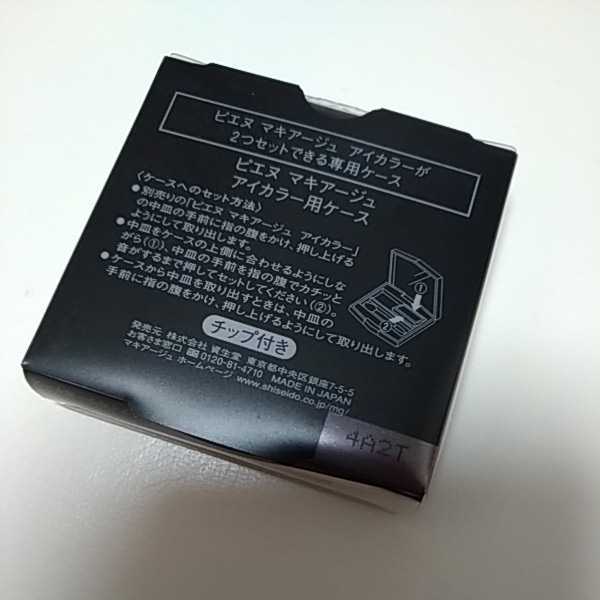 ピエヌ マキアージュ アイカラーが
2つセットできる専用ケース
ピエヌ マキアージュ
アイカラー用ケース
〈ケースへのセット方法〉
●別売りの「ピエヌ マキアージュ アイカラー」
の中皿の手前に指の腹をかけ、押し上げる
ようにして取り出します。
●中皿をケースの上側に合わせるようにしな
がら(①)、中皿の手前を指の腹でカチッと
音がするまで押してセットしてください(②)。
●ケースから中皿を取り出すときは、中皿の
手前に指の腹をかけ、押し上げるようにして取り出します。
①
②
チップ付き
発売元 株式会社 資生堂 東京都中央区銀座7-5-5
お客さま窓口 0120-81-4710 MADE IN JAPAN
マキアージュ ホームページ www.shiseido.co.jp/mq/
4A2T